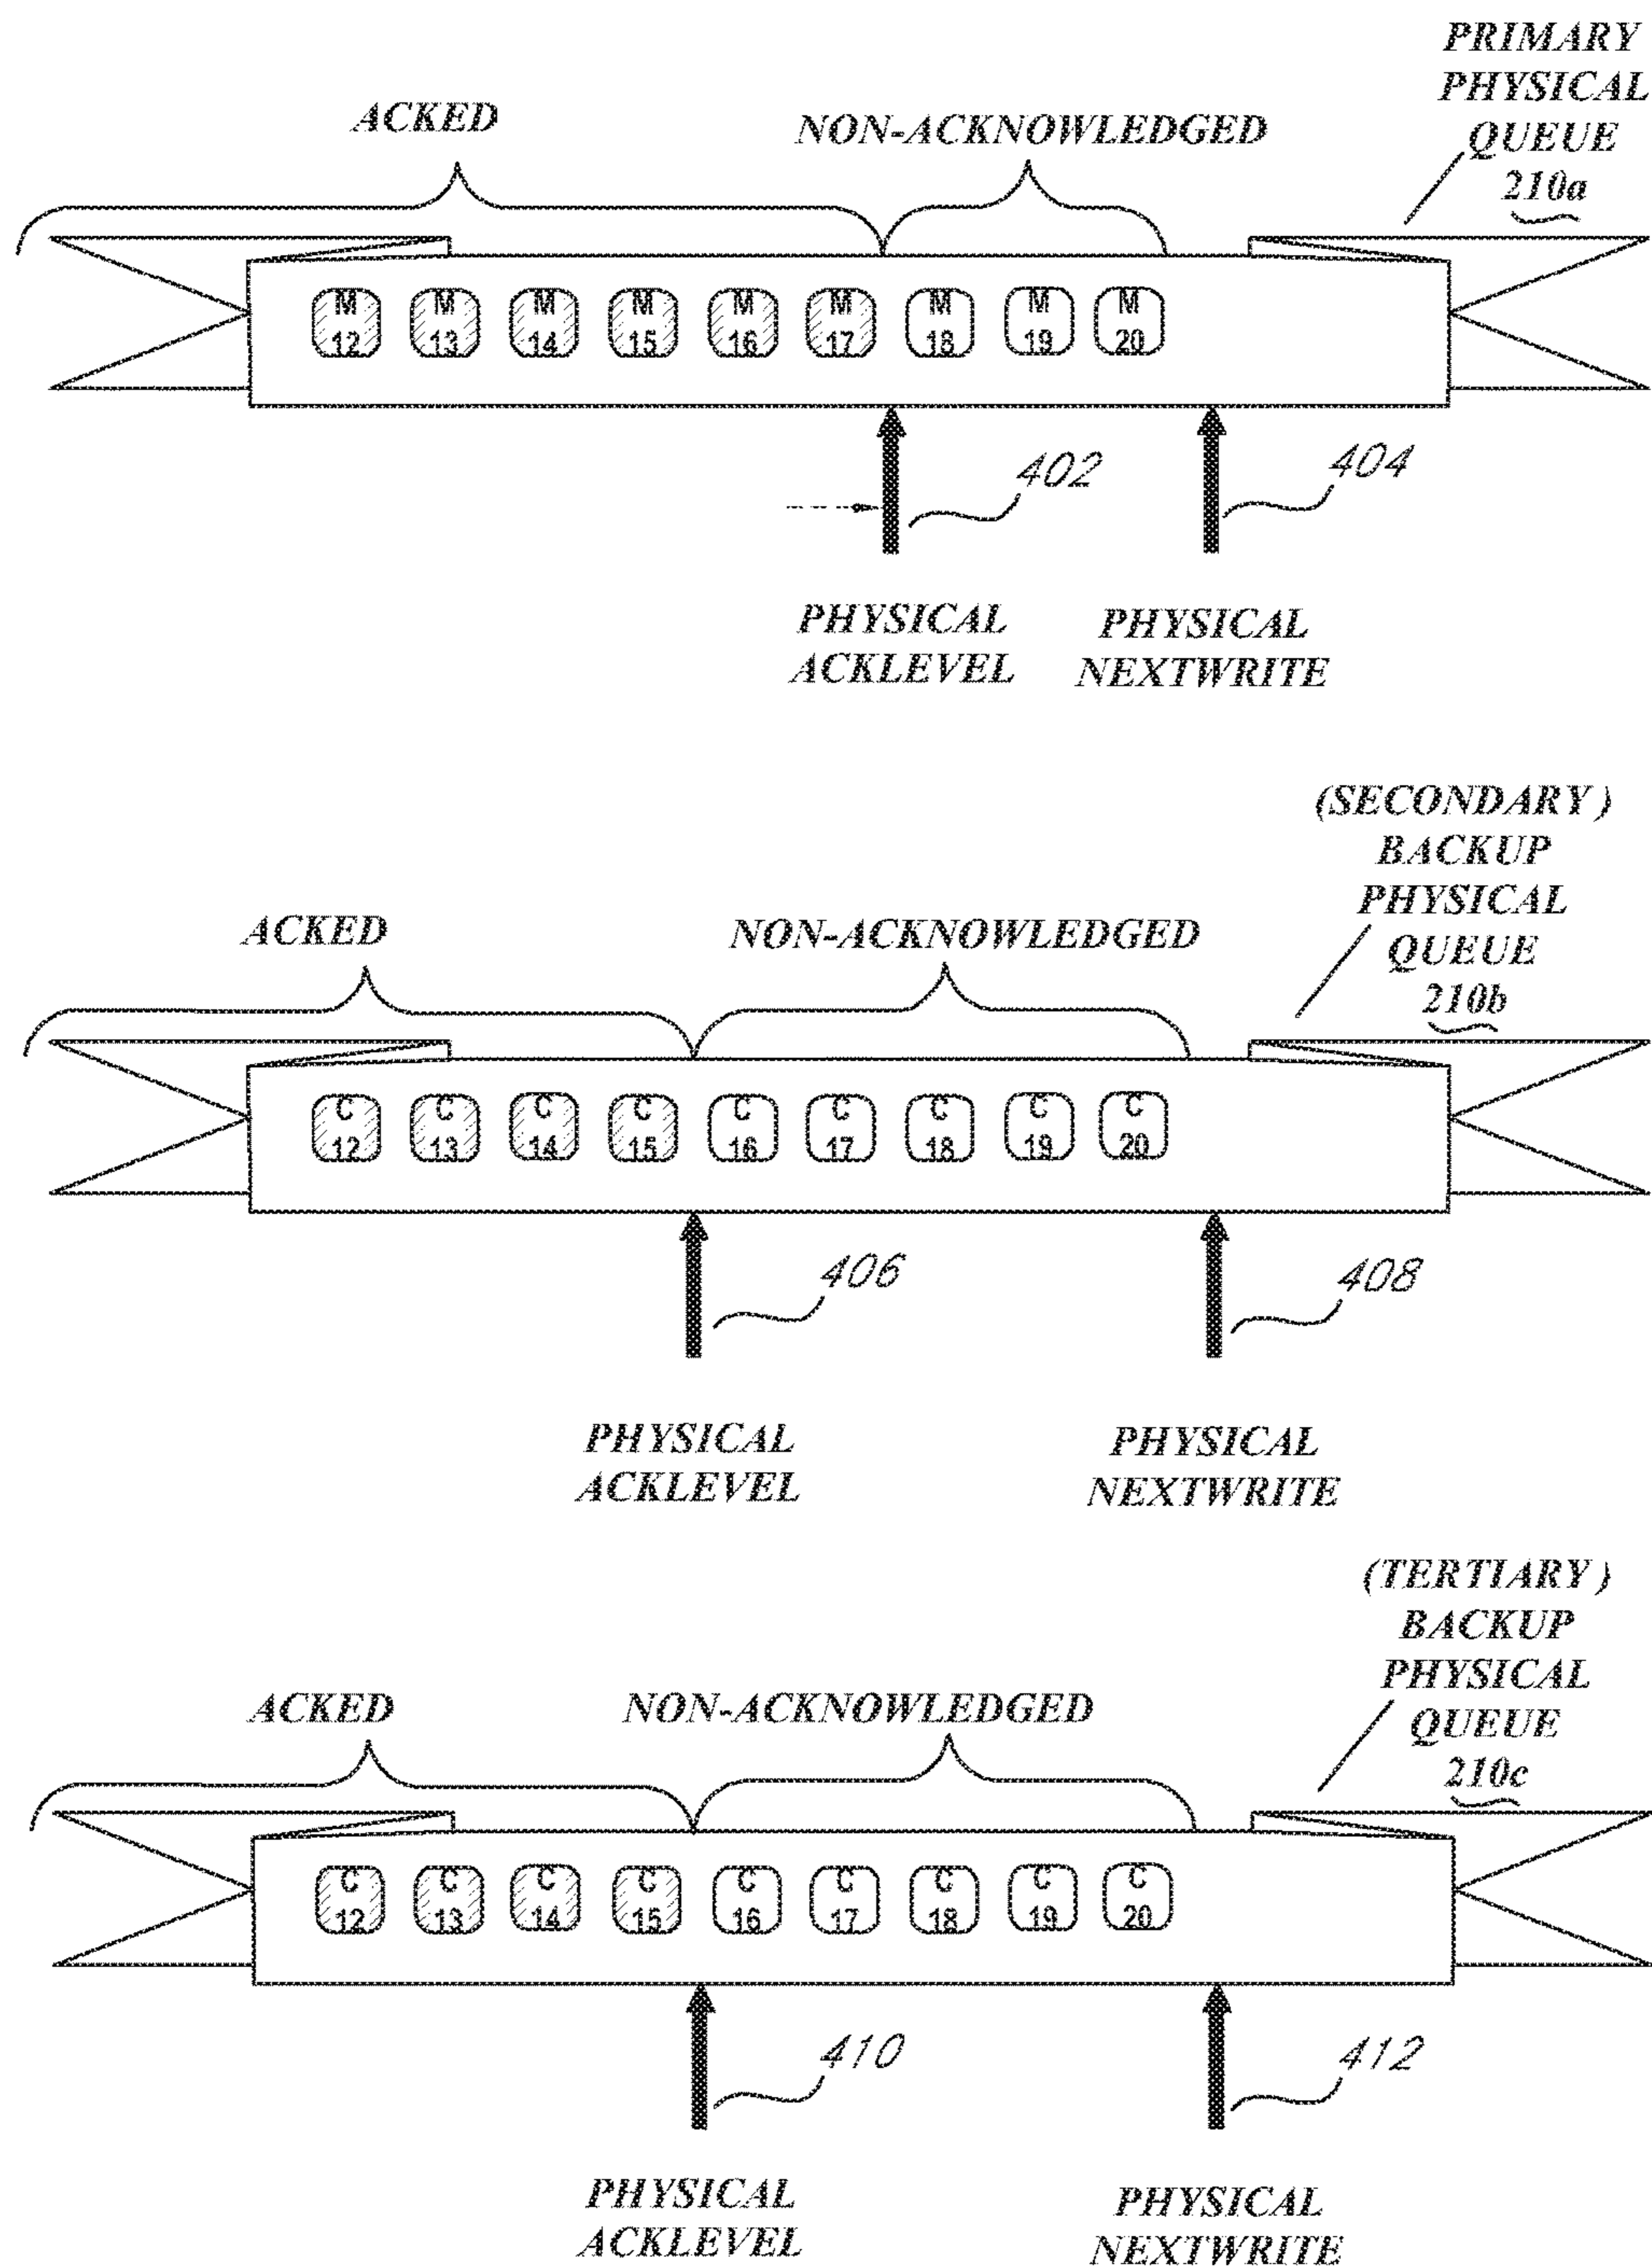 PRIMARY
PHYSICAL
QUEUE
210a
ACKED
NON-ACKNOWLEDGED
M M M M M M M M M
12 13 14 15 16 17 18 19 20
402
404
PHYSICAL
ACKLEVEL
PHYSICAL
NEXTWRITE
(SECONDARY)
BACKUP
PHYSICAL
QUEUE
210b
ACKED
NON-ACKNOWLEDGED
C C C C C C C C C
12 13 14 15 16 17 18 19 20
406
408
PHYSICAL
ACKLEVEL
PHYSICAL
NEXTWRITE
(TERTIARY)
BACKUP
PHYSICAL
QUEUE
210c
ACKED
NON-ACKNOWLEDGED
C C C C C C C C C
12 13 14 15 16 17 18 19 20
410
412
PHYSICAL
ACKLEVEL
PHYSICAL
NEXTWRITE